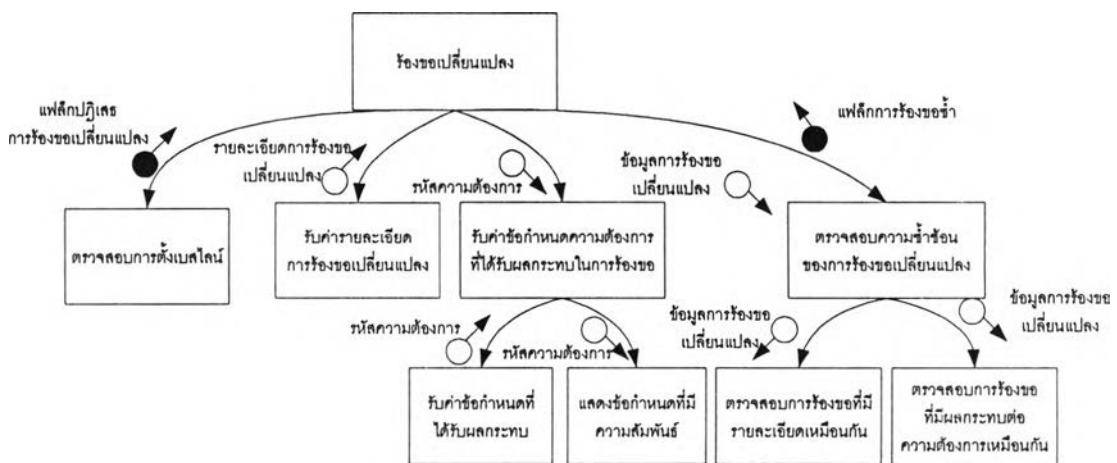 ร้องขอเปลี่ยนแปลง
แฟล็กปฏิเสธ
การร้องขอเปลี่ยนแปลง
รายละเอียดการร้องขอ
เปลี่ยนแปลง
รหัสความต้องการ
ข้อมูลการร้องขอ
เปลี่ยนแปลง
แฟล็กการร้องขอซ้ำ
ตรวจสอบการตั้งเบสไลน์
รับค่ารายละเอียด
การร้องขอเปลี่ยนแปลง
รับค่าข้อกำหนดความต้องการ
ที่ได้รับผลกระทบในการร้องขอ
ตรวจสอบความซ้ำซ้อน
ของการร้องขอเปลี่ยนแปลง
รหัสความต้องการ
รหัสความต้องการ
ข้อมูลการร้องขอ
เปลี่ยนแปลง
ข้อมูลการร้องขอ
เปลี่ยนแปลง
รับค่าข้อกำหนดที่
ได้รับผลกระทบ
แสดงข้อกำหนดที่มี
ความสัมพันธ์
ตรวจสอบการร้องขอที่มี
รายละเอียดเหมือนกัน
ตรวจสอบการร้องขอ
ที่มีผลกระทบต่อ
ความต้องการเหมือนกัน